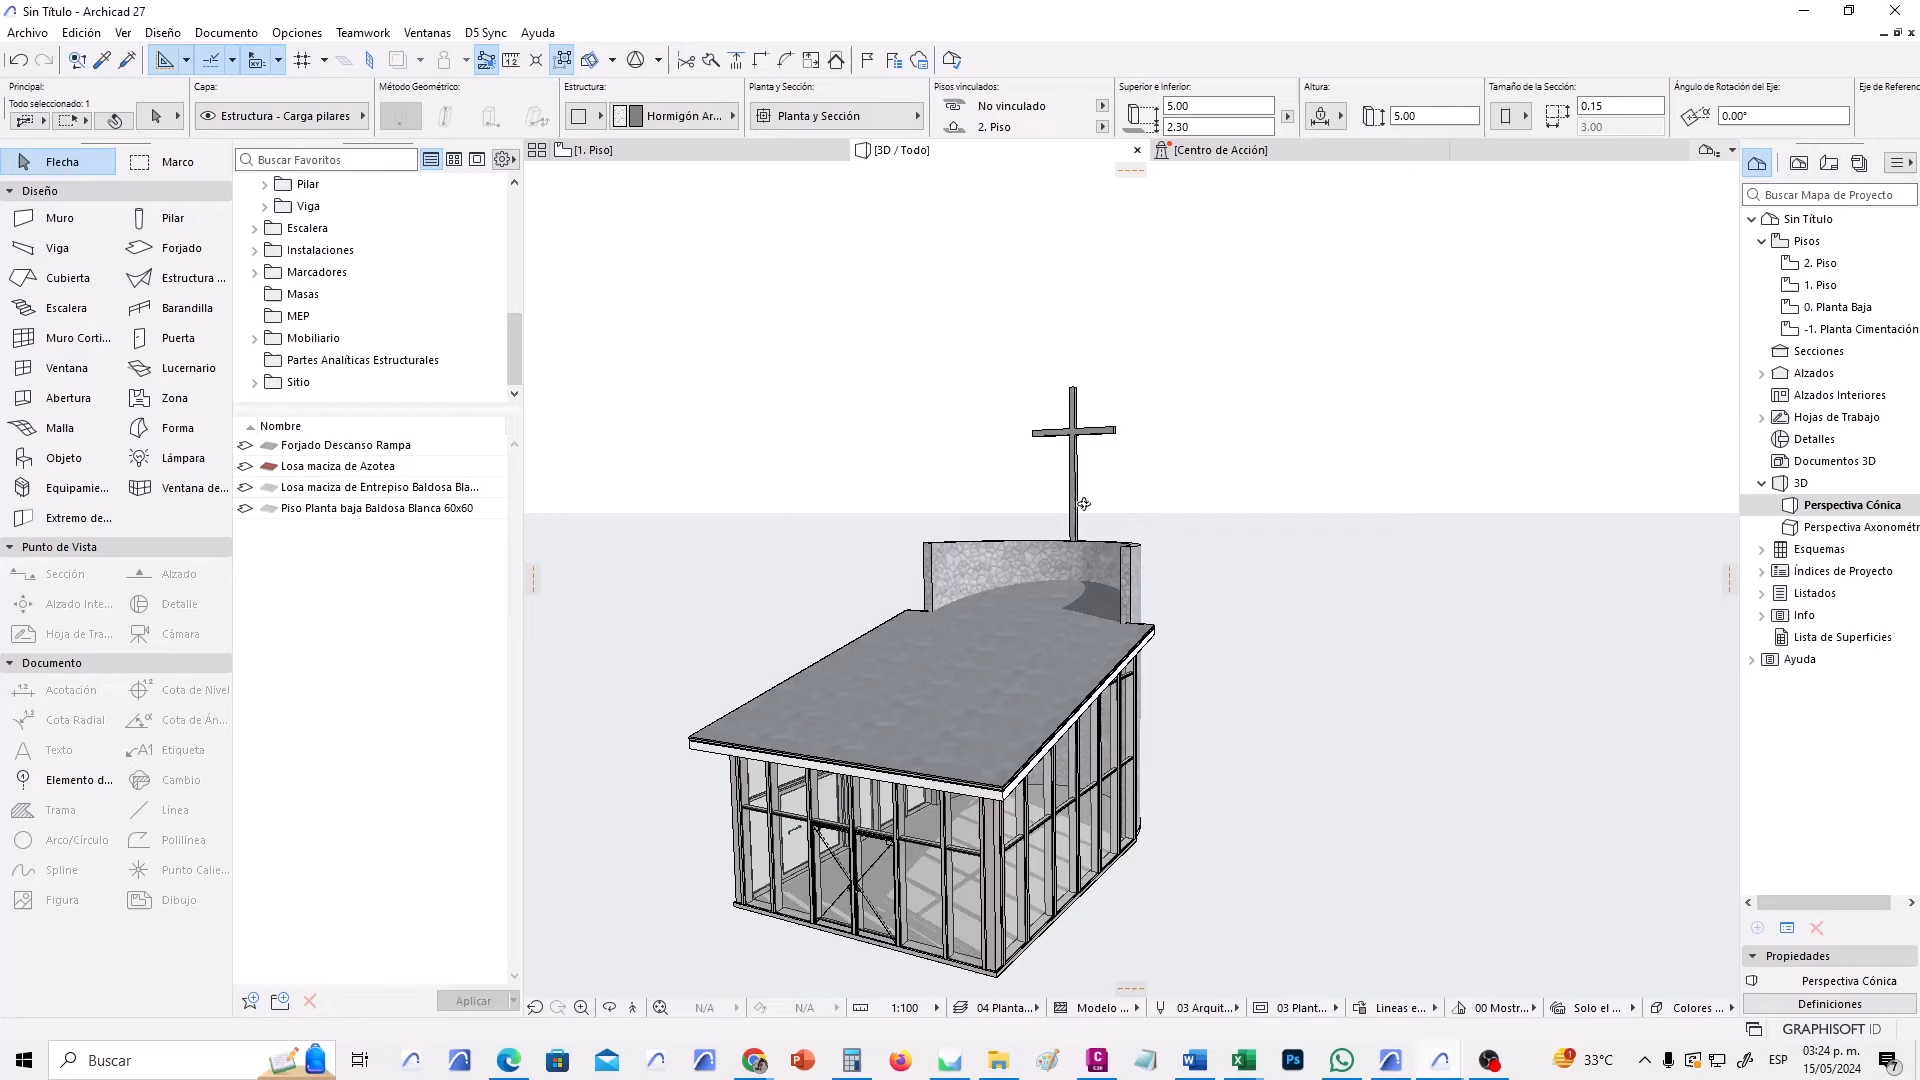 Sin Título - Archicad 27
Archivo Edición Ver Diseño Documento Opciones Teamwork Ventanas D5 Sync Ayuda
Principal: Capa: Método Geométrico: Estructura: Planta y Sección: Pisos vinculados: Superior e Inferior: Altura: Tamaño de la Sección: Ángulo de Rotación del Eje: Eje de Referenc
Todo seleccionado: 1
Estructura - Carga pilares
Hormigón Ar...
Planta y Sección
No vinculado
2. Piso
5.00
2.30
5.00
0.15
3.00
0.00°
Flecha Marco
Buscar Favoritos
[1. Piso]
[3D / Todo]
[Centro de Acción]
Diseño
Muro Pilar
Viga Forjado
Cubierta Estructura ...
Escalera Barandilla
Muro Corti... Puerta
Ventana Lucernario
Abertura Zona
Malla Forma
Objeto Lámpara
Equipamie... Ventana de...
Extremo de...
Punto de Vista
Sección Alzado
Alzado Inte... Detalle
Hoja de Tra... Cámara
Documento
Acotación Cota de Nivel
Cota Radial Cota de Án...
Texto Etiqueta
Elemento d... Cambio
Trama Línea
Arco/Círculo Polilínea
Spline Punto Calie...
Figura Dibujo
Pilar
Viga
Escalera
Instalaciones
Marcadores
Masas
MEP
Mobiliario
Partes Analíticas Estructurales
Sitio
Nombre
Forjado Descanso Rampa
Losa maciza de Azotea
Losa maciza de Entrepiso Baldosa Bla...
Piso Planta baja Baldosa Blanca 60x60
Aplicar
Buscar Mapa de Proyecto
Sin Título
Pisos
2. Piso
1. Piso
0. Planta Baja
-1. Planta Cimentación
Secciones
Alzados
Alzados Interiores
Hojas de Trabajo
Detalles
Documentos 3D
3D
Perspectiva Cónica
Perspectiva Axonométr
Esquemas
Índices de Proyecto
Listados
Info
Lista de Superficies
Ayuda
Propiedades
Perspectiva Cónica
Definiciones
N/A N/A 1:100 04 Planta... Modelo ... 03 Arquit... 03 Plant... Lineas e... 00 Mostr... Solo el ... Colores ...
GRAPHISOFT ID
Buscar
33°C
ESP
03:24 p. m.
15/05/2024
7